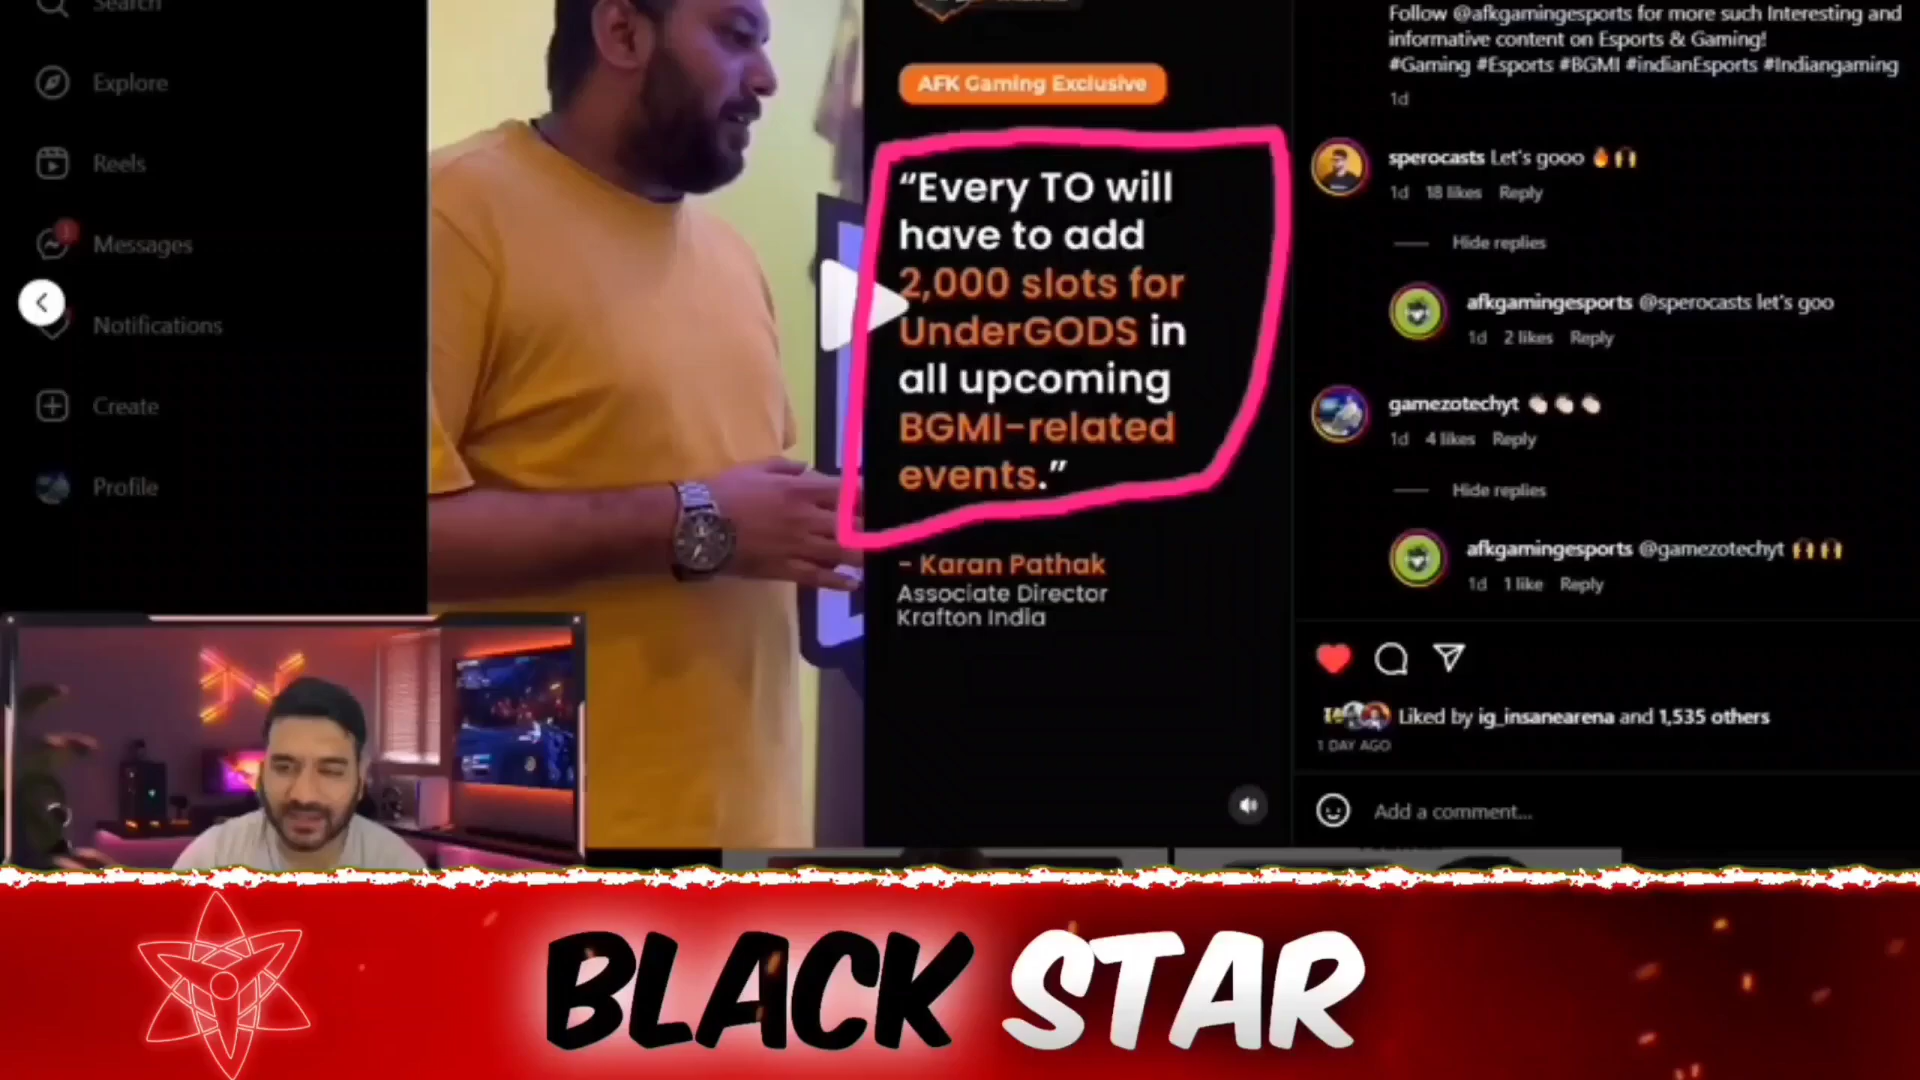 Search
Explore
Reels
Messages
Notifications
Create
Profile
AFK Gaming Exclusive
“Every TO will
have to add
2,000 slots for
UnderGODS in
all upcoming
BGMI-related
events.”
- Karan Pathak
Associate Director
Krafton India
Follow @afkgamingesports for more such Interesting and
informative content on Esports & Gaming!
#Gaming #Esports #BGMI #indianEsports #Indiangaming
1d
sperocasts Let's gooo 🔥🙌
1d 18 likes Reply
Hide replies
afkgamingesports @sperocasts let's goo
1d 2 likes Reply
gamezotechyt 👏🏻👏🏻👏🏻
1d 4 likes Reply
Hide replies
afkgamingesports @gamezotechyt 🙌🙌
1d 1 like Reply
Liked by ig_insanearena and 1,535 others
1 DAY AGO
Add a comment...
BLACK STAR